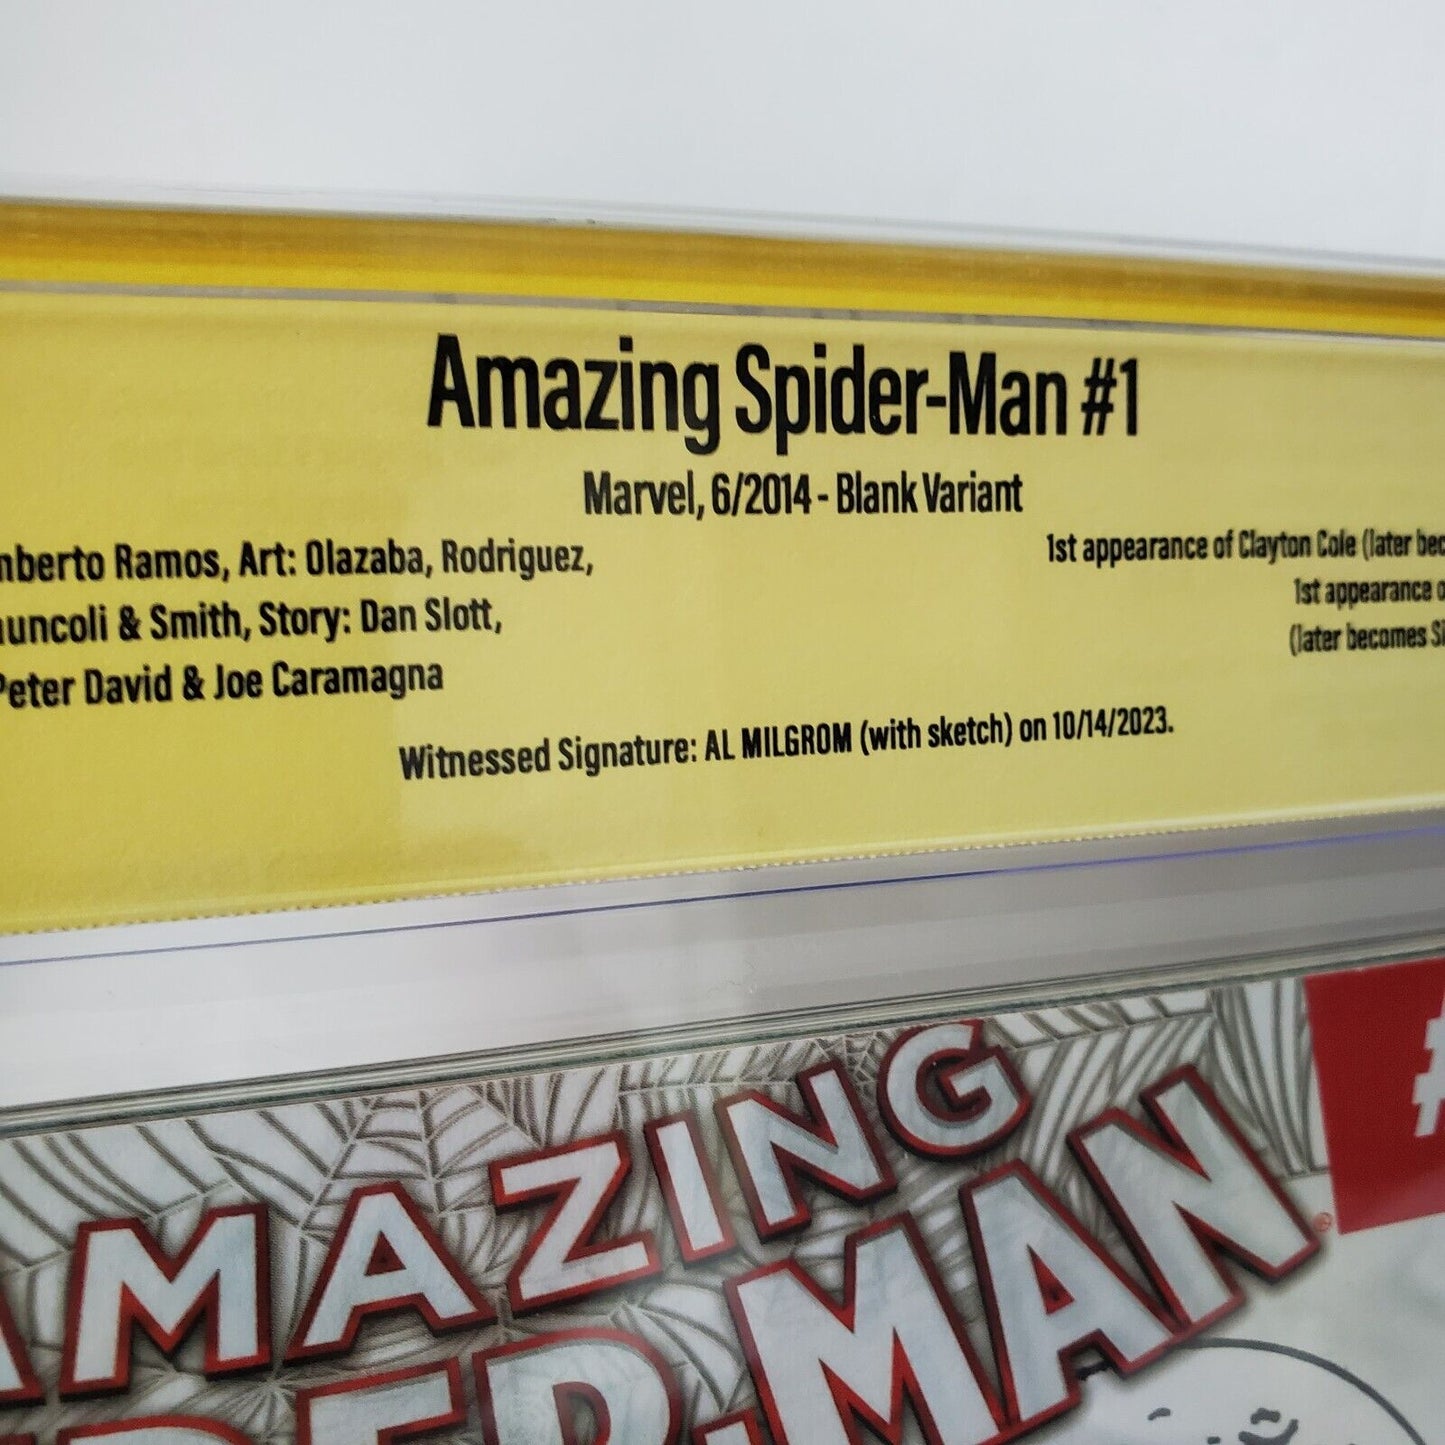 Amazing Spider-Man #1
Marvel, 6/2014 - Blank Variant
Ramos, Art: Olazaba, Rodriguez,
& Smith, Story: Dan Slott,
Peter David & Joe Caramagna
1st appearance of Clayton Cole (later
1st appearance
(later becomes
Witnessed Signature: AL MILGROM (with sketch) on 10/14/2023.
AMAZING
SPIDER-MAN
#